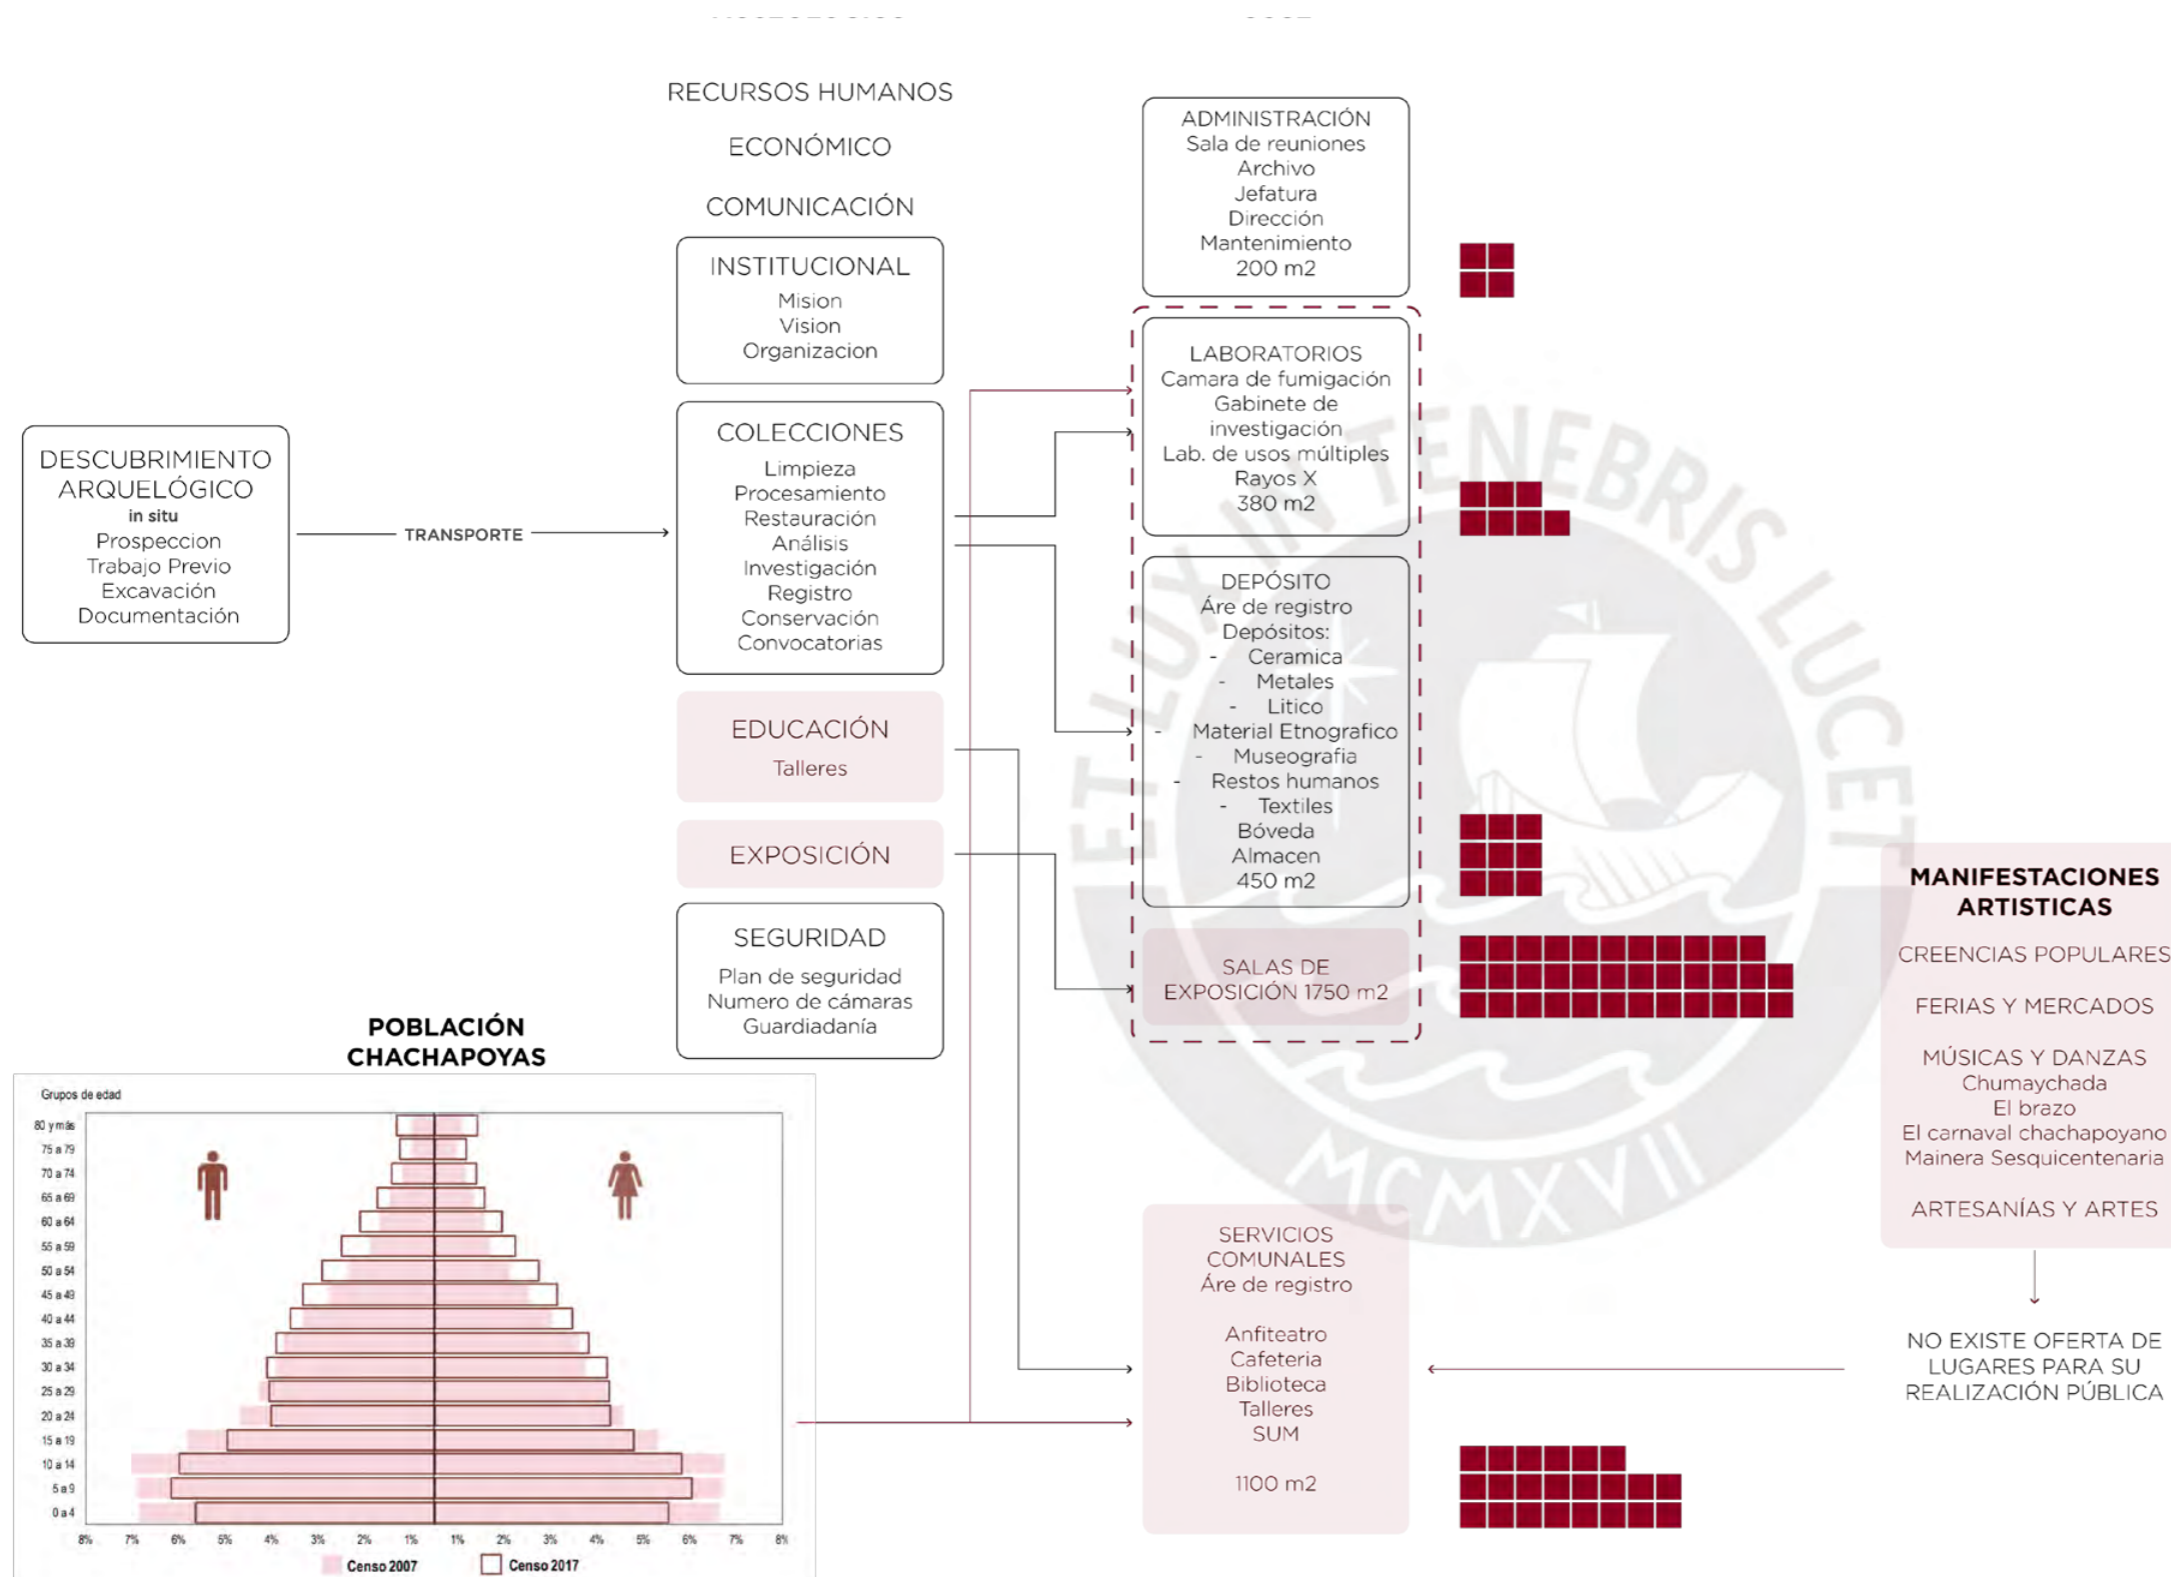 RECURSOS HUMANOS
ECONÓMICO
COMUNICACIÓN
INSTITUCIONAL
Mision
Vision
Organizacion
DESCUBRIMIENTO
ARQUELÓGICO
in situ
Prospeccion
Trabajo Previo
Excavación
Documentación
TRANSPORTE
COLECCIONES
Limpieza
Procesamiento
Restauración
Análisis
Investigación
Registro
Conservación
Convocatorias
EDUCACIÓN
Talleres
EXPOSICIÓN
SEGURIDAD
Plan de seguridad
Numero de cámaras
Guardiadanía
ADMINISTRACIÓN
Sala de reuniones
Archivo
Jefatura
Dirección
Mantenimiento
200 m2
LABORATORIOS
Camara de fumigación
Gabinete de
investigación
Lab. de usos múltiples
Rayos X
380 m2
DEPÓSITO
Áre de registro
Depósitos:
- Ceramica
- Metales
- Litico
- Material Etnografico
- Museografia
- Restos humanos
- Textiles
Bóveda
Almacen
450 m2
SALAS DE
EXPOSICIÓN 1750 m2
SERVICIOS
COMUNALES
Áre de registro
Anfiteatro
Cafeteria
Biblioteca
Talleres
SUM
1100 m2
MANIFESTACIONES
ARTISTICAS
CREENCIAS POPULARES
FERIAS Y MERCADOS
MÚSICAS Y DANZAS
Chumaychada
El brazo
El carnaval chachapoyano
Mainera Sesquicentenaria
ARTESANÍAS Y ARTES
NO EXISTE OFERTA DE
LUGARES PARA SU
REALIZACIÓN PÚBLICA
POBLACIÓN
CHACHAPOYAS
Grupos de edad
80 y más
75 a 79
70 a 74
65 a 69
60 a 64
55 a 59
50 a 54
45 a 49
40 a 44
35 a 39
30 a 34
25 a 29
20 a 24
15 a 19
10 a 14
5 a 9
0 a 4
8% 7% 6% 5% 4% 3% 2% 1% 1% 2% 3% 4% 5% 6% 7% 8%
Censo 2007 Censo 2017
ET LUX IN TENEBRIS LUCET
MCMXVII